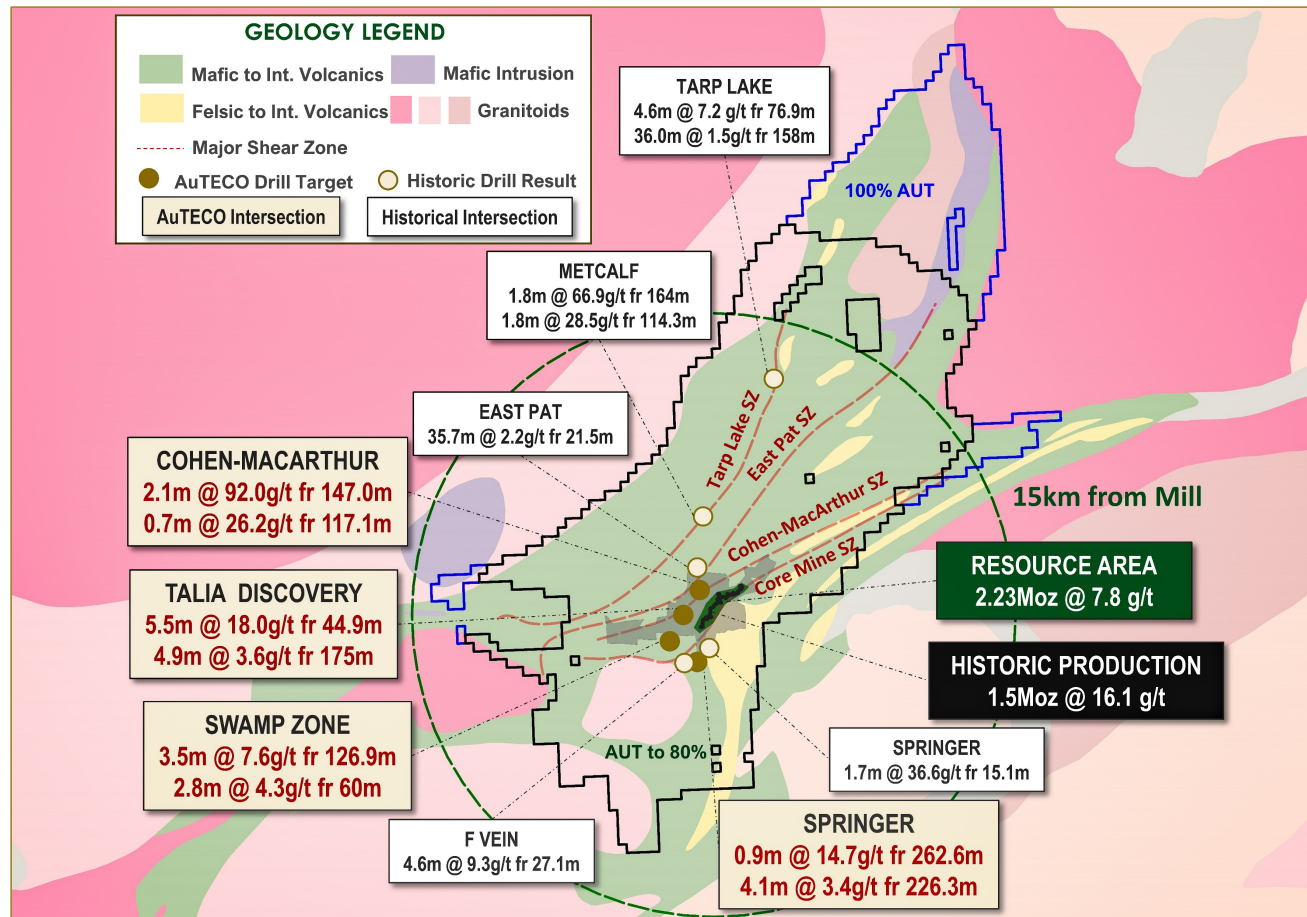 GEOLOGY LEGEND
Mafic to Int. Volcanics
Mafic Intrusion
Felsic to Int. Volcanics
Granitoids
Major Shear Zone
AuTECO Drill Target
Historic Drill Result
AuTECO Intersection
Historical Intersection
TARP LAKE
4.6m @ 7.2 g/t fr 76.9m
36.0m @ 1.5g/t fr 158m
100% AUT
METCALF
1.8m @ 66.9g/t fr 164m
1.8m @ 28.5g/t fr 114.3m
EAST PAT
35.7m @ 2.2g/t fr 21.5m
Tarp Lake SZ
East Pat SZ
Cohen-MacArthur SZ
Core Mine SZ
15km from Mill
COHEN-MACARTHUR
2.1m @ 92.0g/t fr 147.0m
0.7m @ 26.2g/t fr 117.1m
RESOURCE AREA
2.23Moz @ 7.8 g/t
TALIA DISCOVERY
5.5m @ 18.0g/t fr 44.9m
4.9m @ 3.6g/t fr 175m
HISTORIC PRODUCTION
1.5Moz @ 16.1 g/t
SWAMP ZONE
3.5m @ 7.6g/t fr 126.9m
2.8m @ 4.3g/t fr 60m
AUT to 80%
SPRINGER
1.7m @ 36.6g/t fr 15.1m
F VEIN
4.6m @ 9.3g/t fr 27.1m
SPRINGER
0.9m @ 14.7g/t fr 262.6m
4.1m @ 3.4g/t fr 226.3m